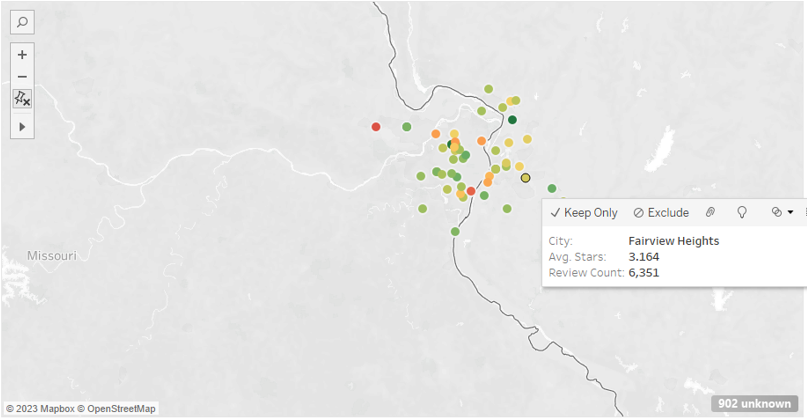 Keep Only Exclude
City: Fairview Heights
Avg. Stars: 3.164
Review Count: 6,351
Missouri
© 2023 Mapbox © OpenStreetMap
902 unknown